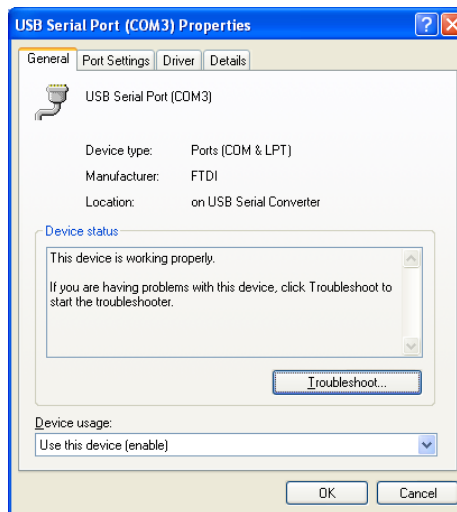 USB Serial Port (COM3) Properties
General Port Settings Driver Details
USB Serial Port (COM3)
Device type: Ports (COM & LPT)
Manufacturer: FTDI
Location: on USB Serial Converter
Device status
This device is working properly.
If you are having problems with this device, click Troubleshoot to
start the troubleshooter.
Troubleshoot...
Device usage:
Use this device (enable)
OK Cancel